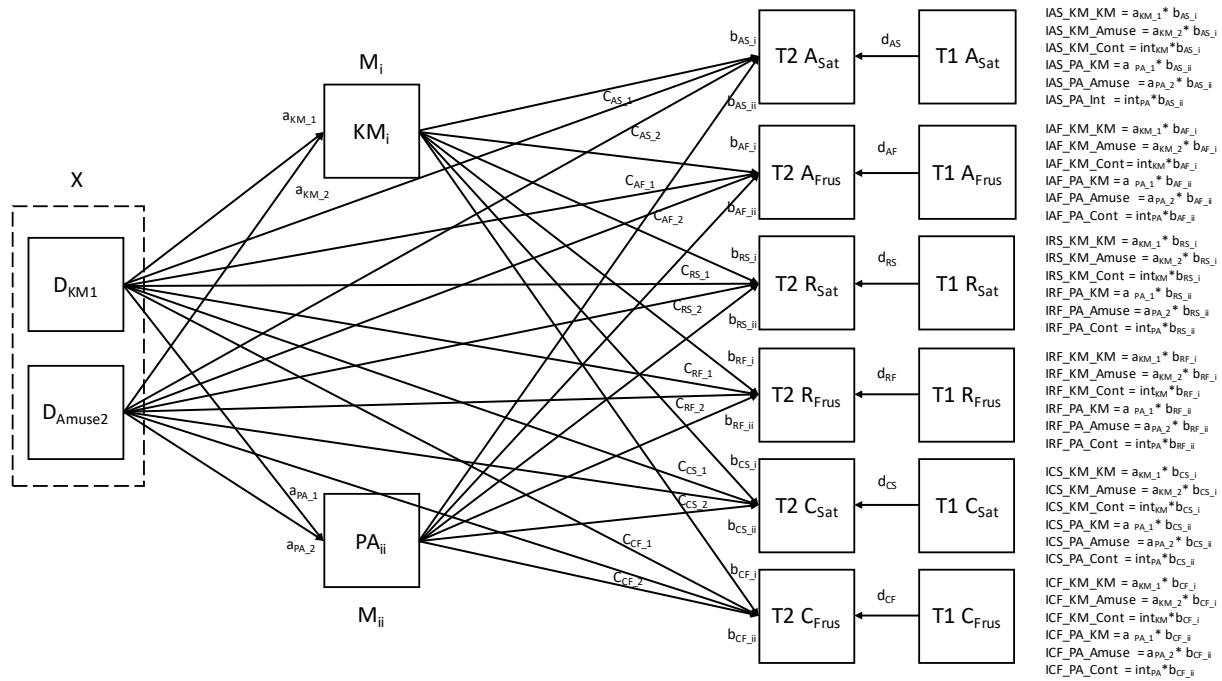 X
D_KM1
D_Amuse2
a_KM_1
a_KM_2
a_PA_1
a_PA_2
M_i
KM_i
PA_ii
M_ii
C_AS_1
C_AS_2
C_AF_1
C_AF_2
C_RS_1
C_RS_2
C_RF_1
C_RF_2
C_CS_1
C_CS_2
C_CF_1
C_CF_2
b_AS_i
b_AS_ii
T2 A_Sat
d_AS
T1 A_Sat
b_AF_i
b_AF_ii
T2 A_Frus
d_AF
T1 A_Frus
b_RS_i
b_RS_ii
T2 R_Sat
d_RS
T1 R_Sat
b_RF_i
b_RF_ii
T2 R_Frus
d_RF
T1 R_Frus
b_CS_i
b_CS_ii
T2 C_Sat
d_CS
T1 C_Sat
b_CF_i
b_CF_ii
T2 C_Frus
d_CF
T1 C_Frus
IAS_KM_KM = a_KM_1* b_AS_i
IAS_KM_Amuse = a_KM_2* b_AS_i
IAS_KM_Cont = int_KM*b_AS_i
IAS_PA_KM = a _PA_1* b_AS_ii
IAS_PA_Amuse = a_PA_2* b_AS_ii
IAS_PA_Int = int_PA*b_AS_ii
IAF_KM_KM = a_KM_1* b_AF_i
IAF_KM_Amuse = a_KM_2* b_AF_i
IAF_KM_Cont = int_KM*b_AF_i
IAF_PA_KM = a _PA_1* b_AF_ii
IAF_PA_Amuse = a_PA_2* b_AF_ii
IAF_PA_Cont = int_PA*b_AF_ii
IRS_KM_KM = a_KM_1* b_RS_i
IRS_KM_Amuse = a_KM_2* b_RS_i
IRS_KM_Cont = int_KM*b_RS_i
IRF_PA_KM = a _PA_1* b_RS_ii
IRF_PA_Amuse = a_PA_2* b_RS_ii
IRF_PA_Cont = int_PA*b_RS_ii
IRF_KM_KM = a_KM_1* b_RF_i
IRF_KM_Amuse = a_KM_2* b_RF_i
IRF_KM_Cont = int_KM*b_RF_i
IRF_PA_KM = a _PA_1* b_RF_ii
IRF_PA_Amuse = a_PA_2* b_RF_ii
IRF_PA_Cont = int_PA*b_RF_ii
ICS_KM_KM = a_KM_1* b_CS_i
ICS_KM_Amuse = a_KM_2* b_CS_i
ICS_KM_Cont = int_KM*b_CS_i
ICS_PA_KM = a _PA_1* b_CS_ii
ICS_PA_Amuse = a_PA_2* b_CS_ii
ICS_PA_Cont = int_PA*b_CS_ii
ICF_KM_KM = a_KM_1* b_CF_i
ICF_KM_Amuse = a_KM_2* b_CF_i
ICF_KM_Cont = int_KM*b_CF_i
ICF_PA_KM = a _PA_1* b_CF_ii
ICF_PA_Amuse = a_PA_2* b_CF_ii
ICF_PA_Cont = int_PA*b_CF_ii